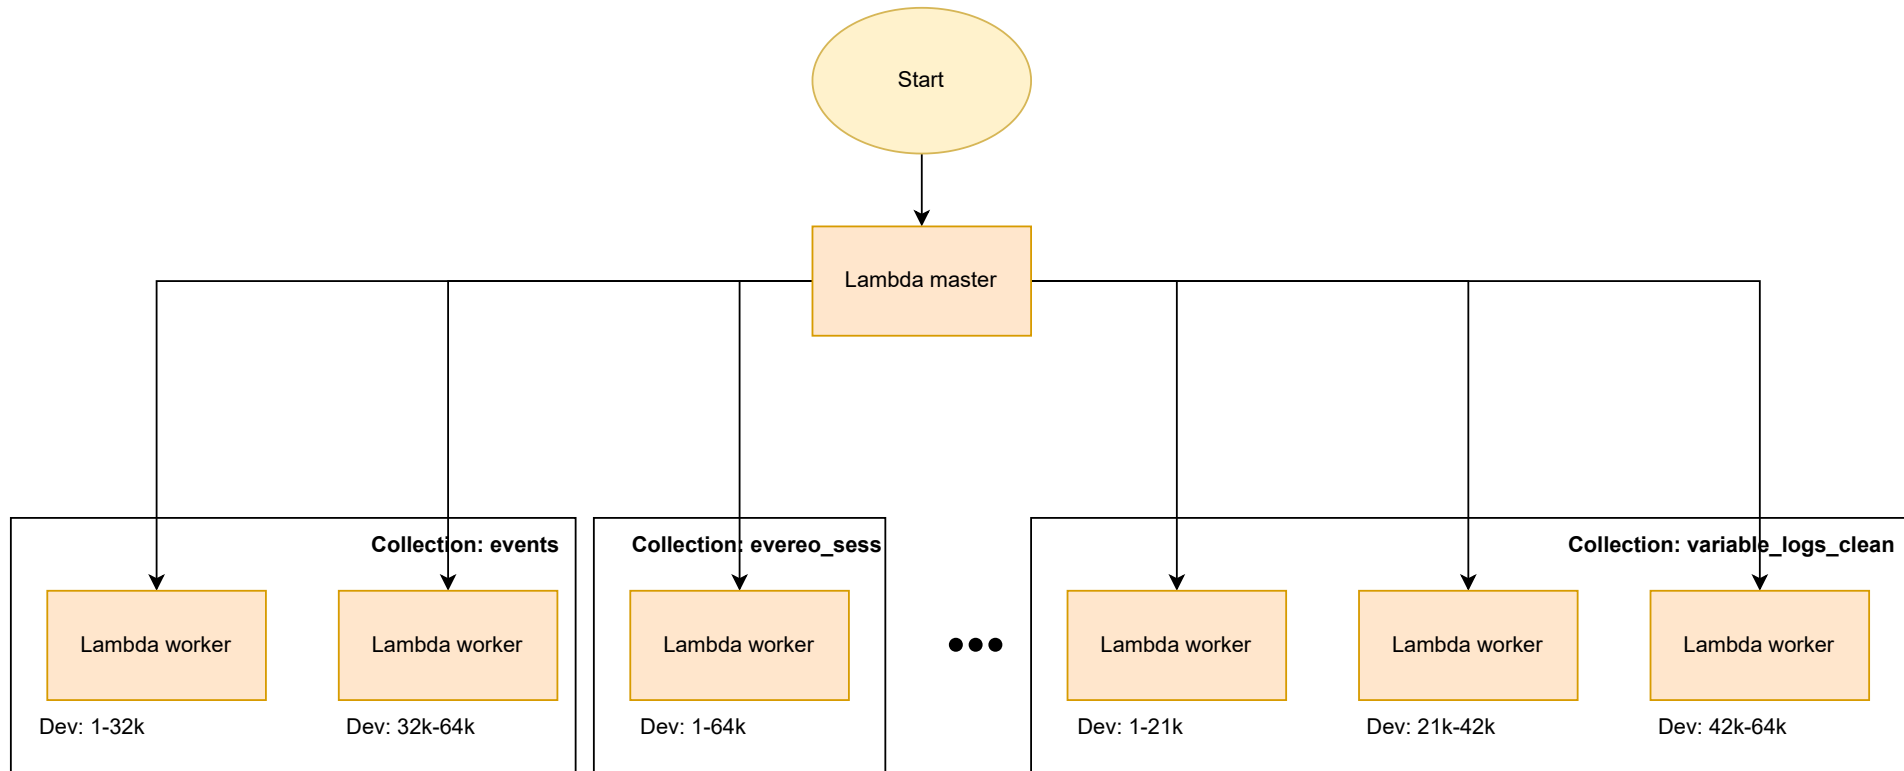 Start
Lambda master
Collection: events
Collection: evereo_sess
Collection: variable_logs_clean
Lambda worker
Lambda worker
Lambda worker
Lambda worker
Lambda worker
Lambda worker
Dev: 1-32k
Dev: 32k-64k
Dev: 1-64k
Dev: 1-21k
Dev: 21k-42k
Dev: 42k-64k